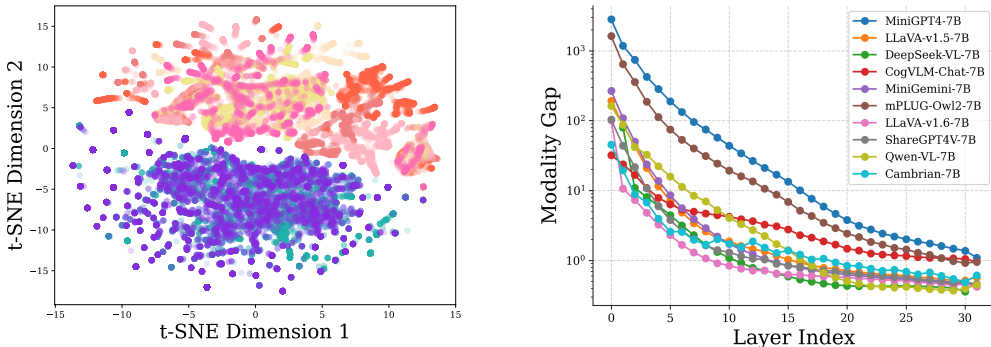 15
10
5
0
−5
−10
−15
−15
−10
−5
0
5
10
15
t-SNE Dimension 1
t-SNE Dimension 2
10³
10²
10¹
10⁰
0
5
10
15
20
25
30
Layer Index
Modality Gap
MiniGPT4-7B
LLaVA-v1.5-7B
DeepSeek-VL-7B
CogVLM-Chat-7B
MiniGemini-7B
mPLUG-Owl2-7B
LLaVA-v1.6-7B
ShareGPT4V-7B
Qwen-VL-7B
Cambrian-7B